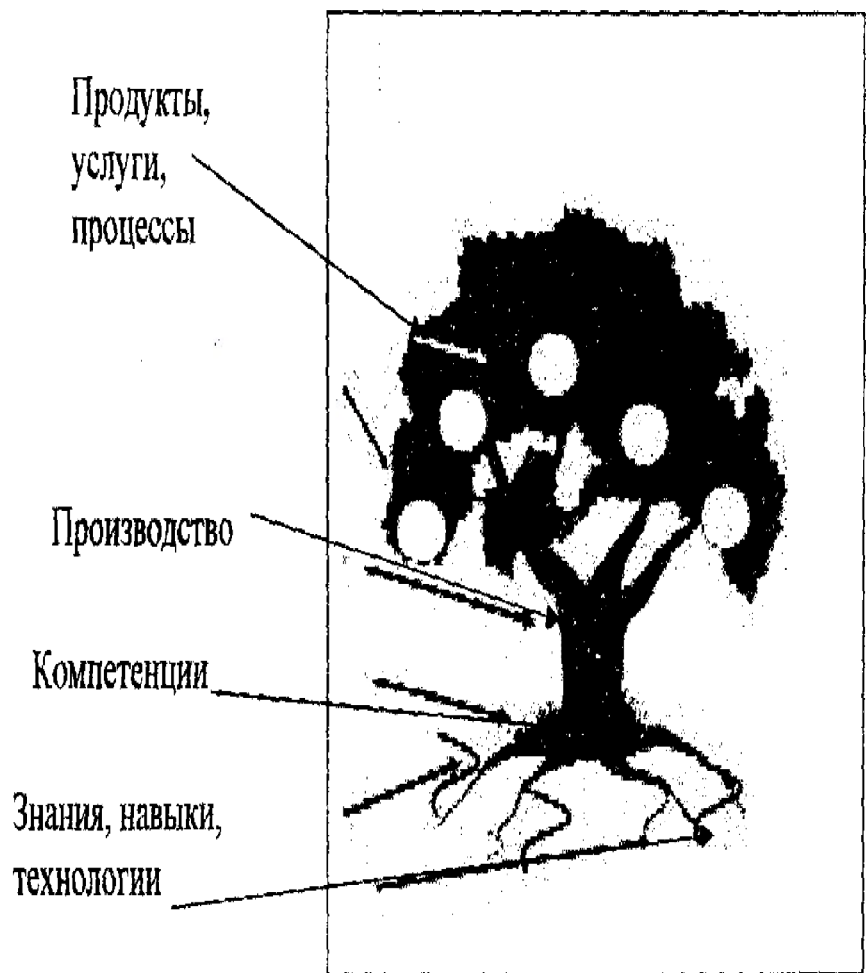 Продукты,
услуги,
процессы
Производство
Компетенции
Знания, навыки,
технологии